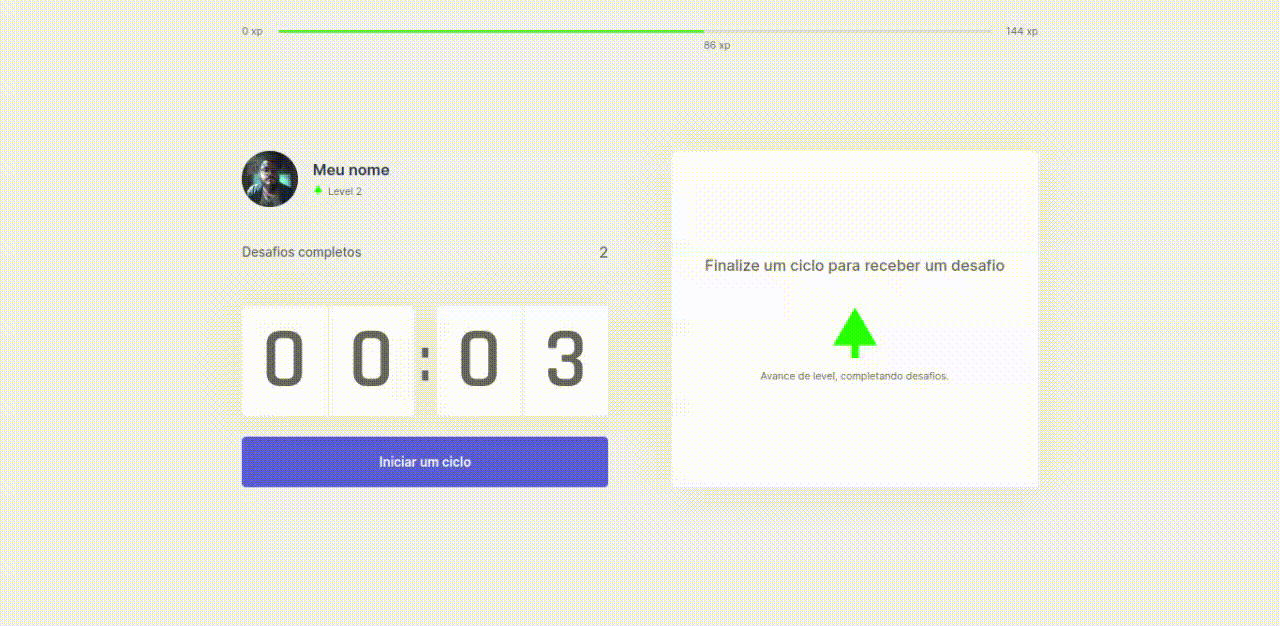 0 xp
144 xp
86 xp
Meu nome
Level 2
Desafios completos
2
00:03
Iniciar um ciclo
Finalize um ciclo para receber um desafio
Avance de level, completando desafios.